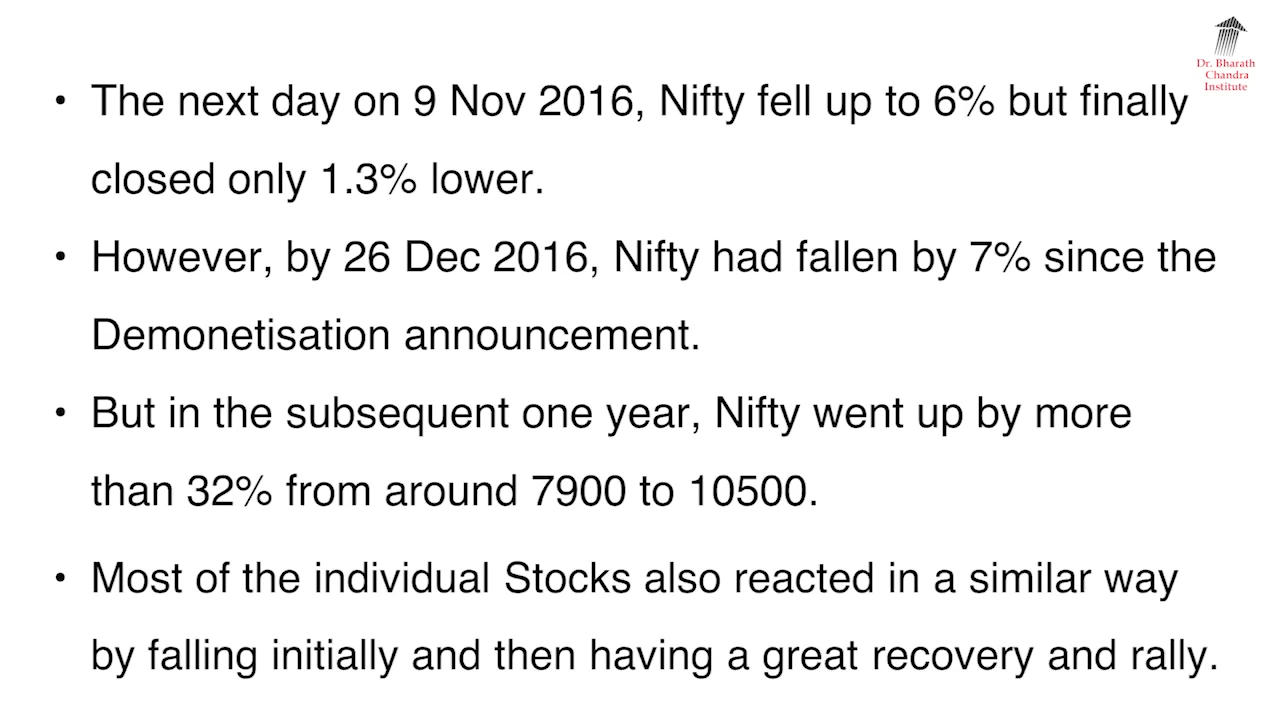 Dr. Bharath
Chandra
Institute
• The next day on 9 Nov 2016, Nifty fell up to 6% but finally
closed only 1.3% lower.
• However, by 26 Dec 2016, Nifty had fallen by 7% since the
Demonetisation announcement.
• But in the subsequent one year, Nifty went up by more
than 32% from around 7900 to 10500.
• Most of the individual Stocks also reacted in a similar way
by falling initially and then having a great recovery and rally.